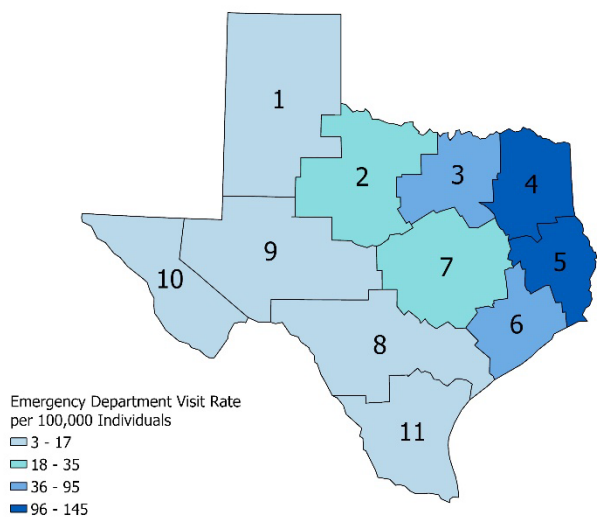 1
2
3
4
9
5
10
7
6
8
11
Emergency Department Visit Rate
per 100,000 Individuals
3 - 17
18 - 35
36 - 95
96 - 145